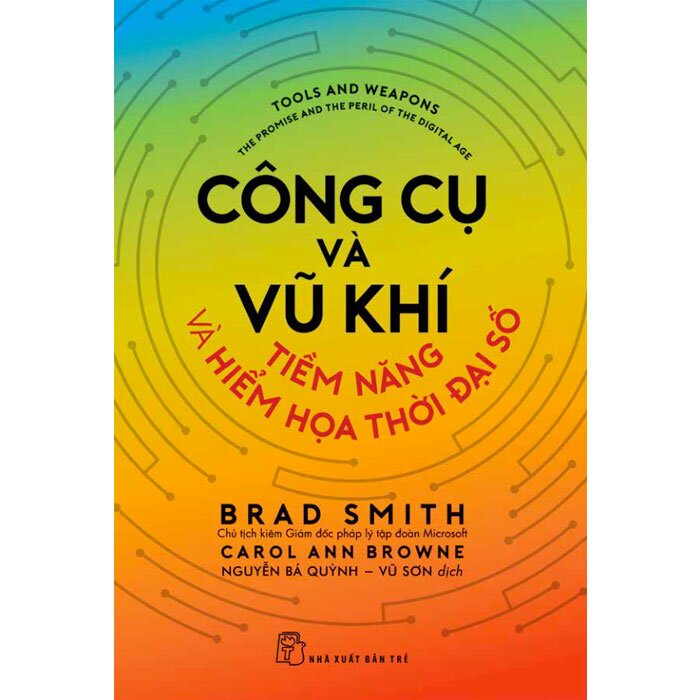 TOOLS AND WEAPONS
THE PROMISE AND THE PERIL OF THE DIGITAL AGE
CÔNG CỤ
VÀ
VŨ KHÍ
TIỀM NĂNG
VÀ HIỂM HỌA THỜI ĐẠI SỐ
BRAD SMITH
Chủ tịch kiêm Giám đốc pháp lý tập đoàn Microsoft
CAROL ANN BROWNE
NGUYỄN BÁ QUỲNH – VŨ SƠN dịch
NHÀ XUẤT BẢN TRẺ